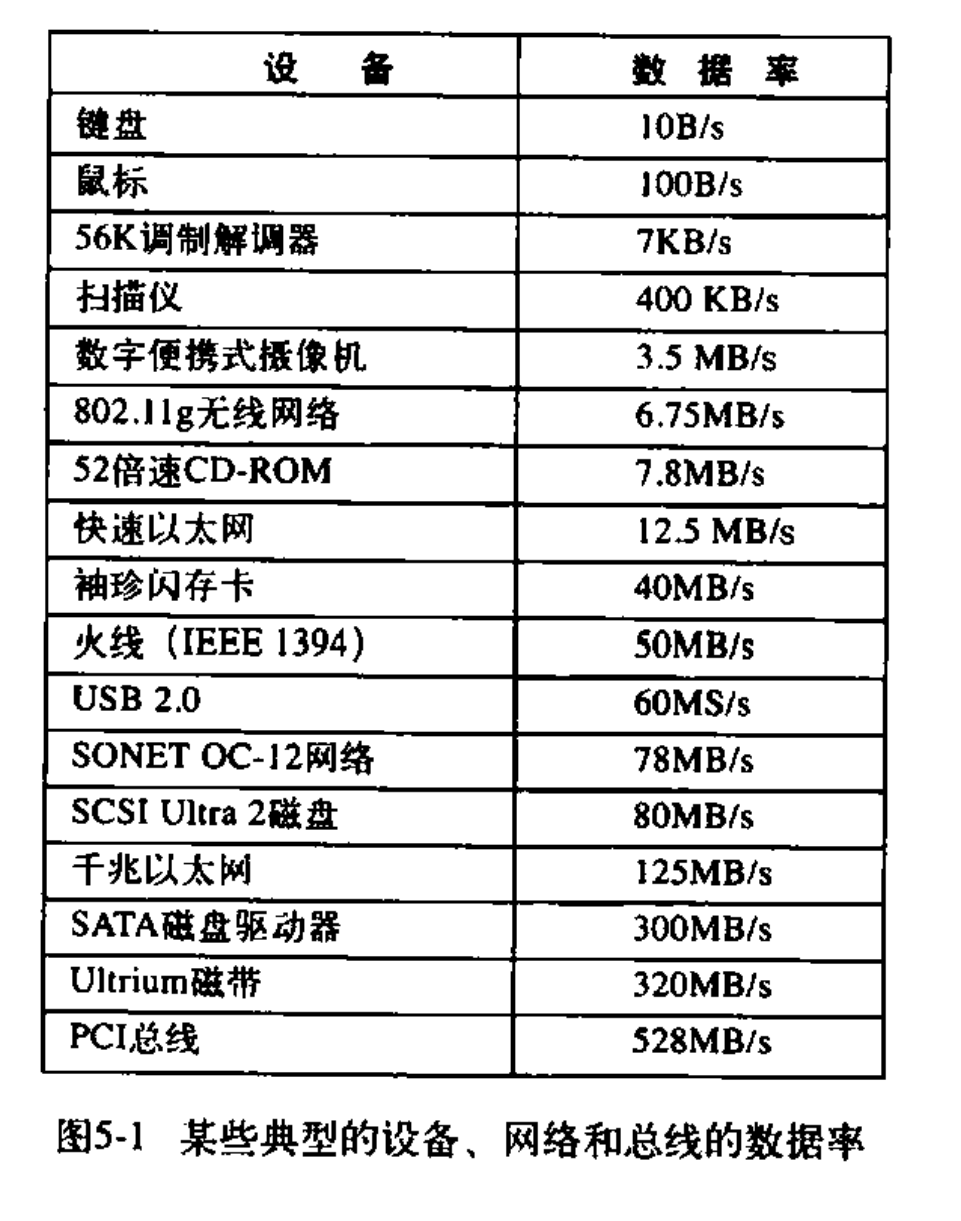 设 备 数 据 率
键盘 10B/s
鼠标 100B/s
56K调制解调器 7KB/s
扫描仪 400 KB/s
数字便携式摄像机 3.5 MB/s
802.11g无线网络 6.75MB/s
52倍速CD-ROM 7.8MB/s
快速以太网 12.5 MB/s
袖珍闪存卡 40MB/s
火线（IEEE 1394） 50MB/s
USB 2.0 60MS/s
SONET OC-12网络 78MB/s
SCSI Ultra 2磁盘 80MB/s
千兆以太网 125MB/s
SATA磁盘驱动器 300MB/s
Ultrium磁带 320MB/s
PCI总线 528MB/s
图5-1 某些典型的设备、网络和总线的数据率